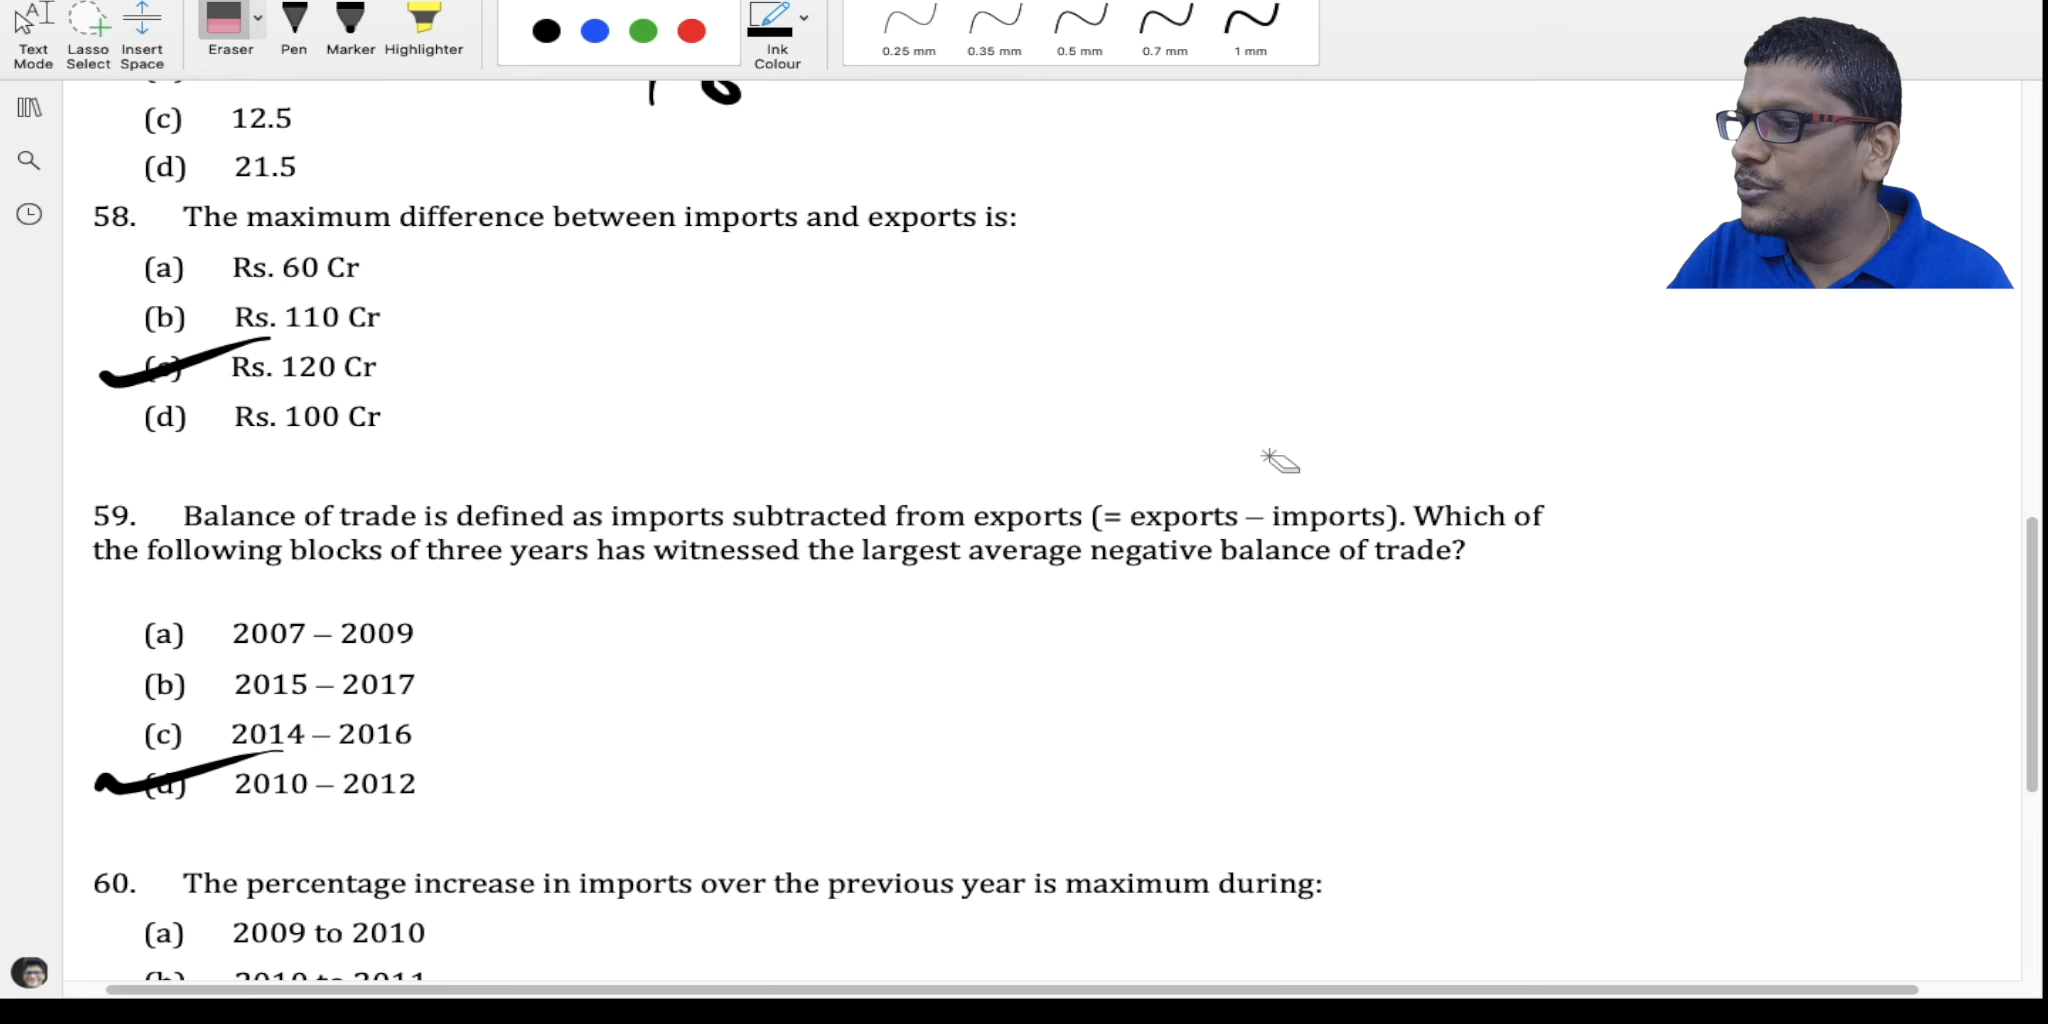 Text Mode
Lasso Select
Insert Space
Eraser
Pen
Marker
Highlighter
Ink Colour
0.25 mm
0.35 mm
0.5 mm
0.7 mm
1 mm
(c) 12.5
(d) 21.5
58. The maximum difference between imports and exports is:
(a) Rs. 60 Cr
(b) Rs. 110 Cr
(c) Rs. 120 Cr
(d) Rs. 100 Cr
59. Balance of trade is defined as imports subtracted from exports (= exports – imports). Which of
the following blocks of three years has witnessed the largest average negative balance of trade?
(a) 2007 – 2009
(b) 2015 – 2017
(c) 2014 – 2016
(d) 2010 – 2012
60. The percentage increase in imports over the previous year is maximum during:
(a) 2009 to 2010
(b) 2010 to 2011